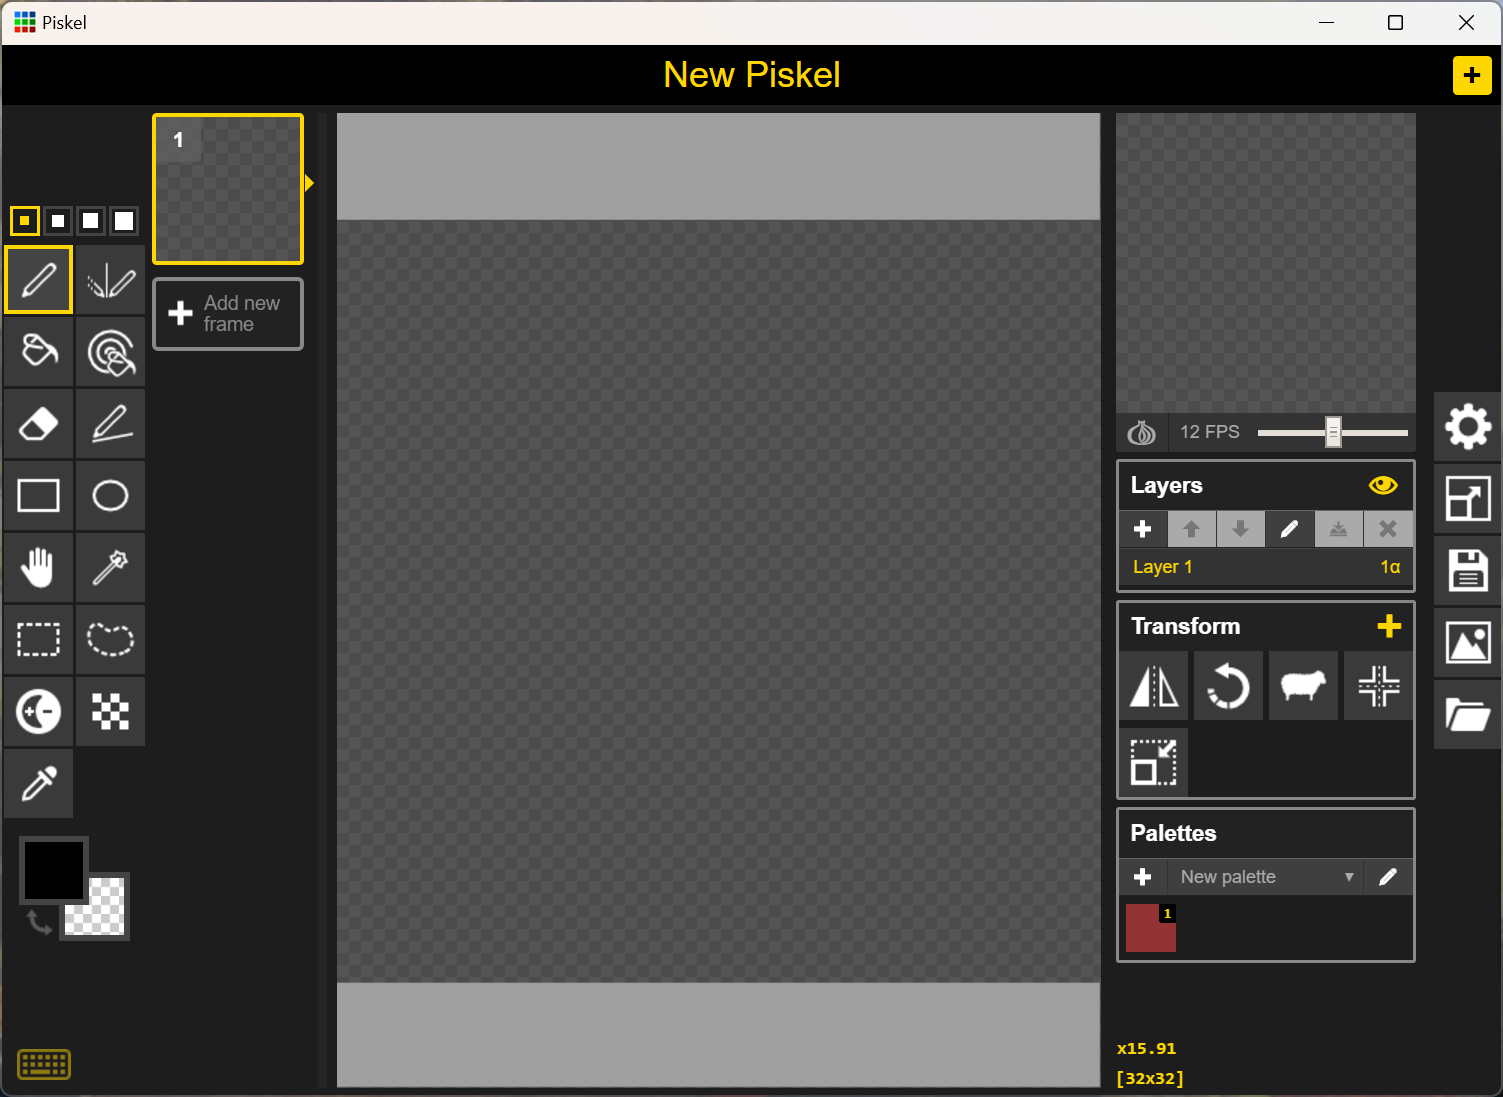 Piskel
New Piskel
1
Add new
frame
12 FPS
Layers
Layer 1 1α
Transform
Palettes
New palette
1
x15.91
[32x32]